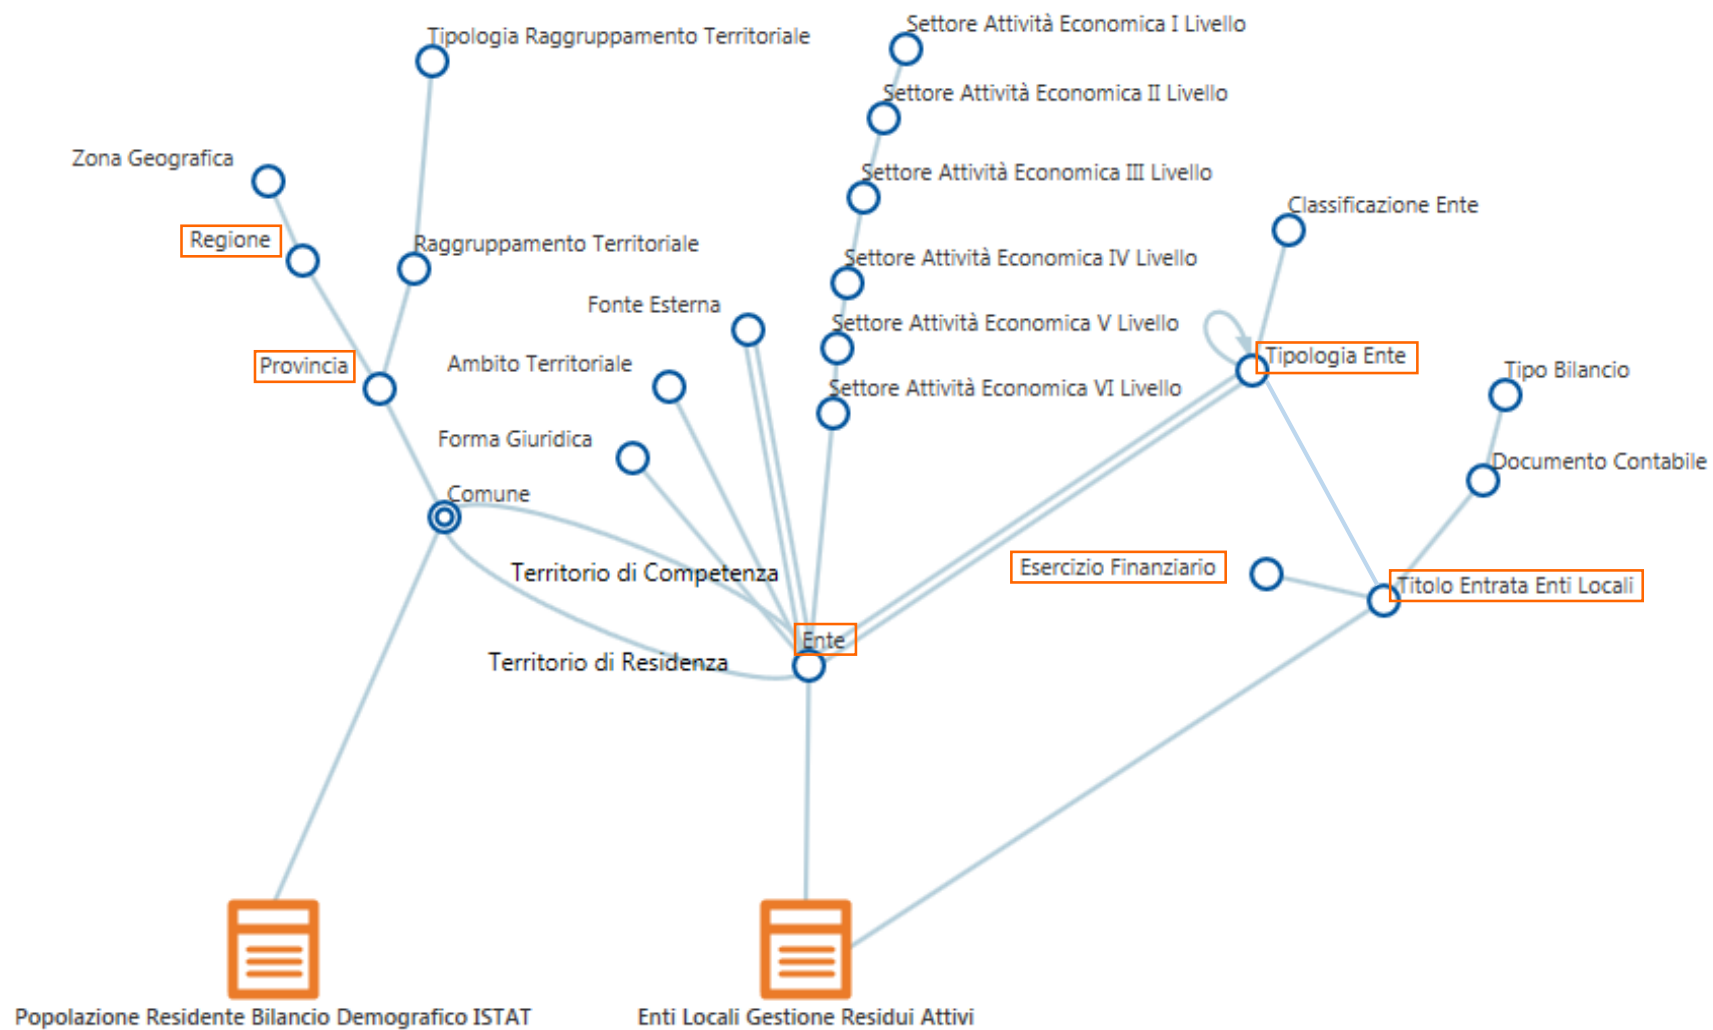 Settore Attività Economica I Livello
Tipologia Raggruppamento Territoriale
Settore Attività Economica II Livello
Zona Geografica
Settore Attività Economica III Livello
Classificazione Ente
Regione
Raggruppamento Territoriale
Settore Attività Economica IV Livello
Fonte Esterna
Settore Attività Economica V Livello
Tipologia Ente
Provincia
Ambito Territoriale
Tipo Bilancio
Settore Attività Economica VI Livello
Forma Giuridica
Documento Contabile
Comune
Territorio di Competenza
Esercizio Finanziario
Titolo Entrata Enti Locali
Ente
Territorio di Residenza
Popolazione Residente Bilancio Demografico ISTAT
Enti Locali Gestione Residui Attivi